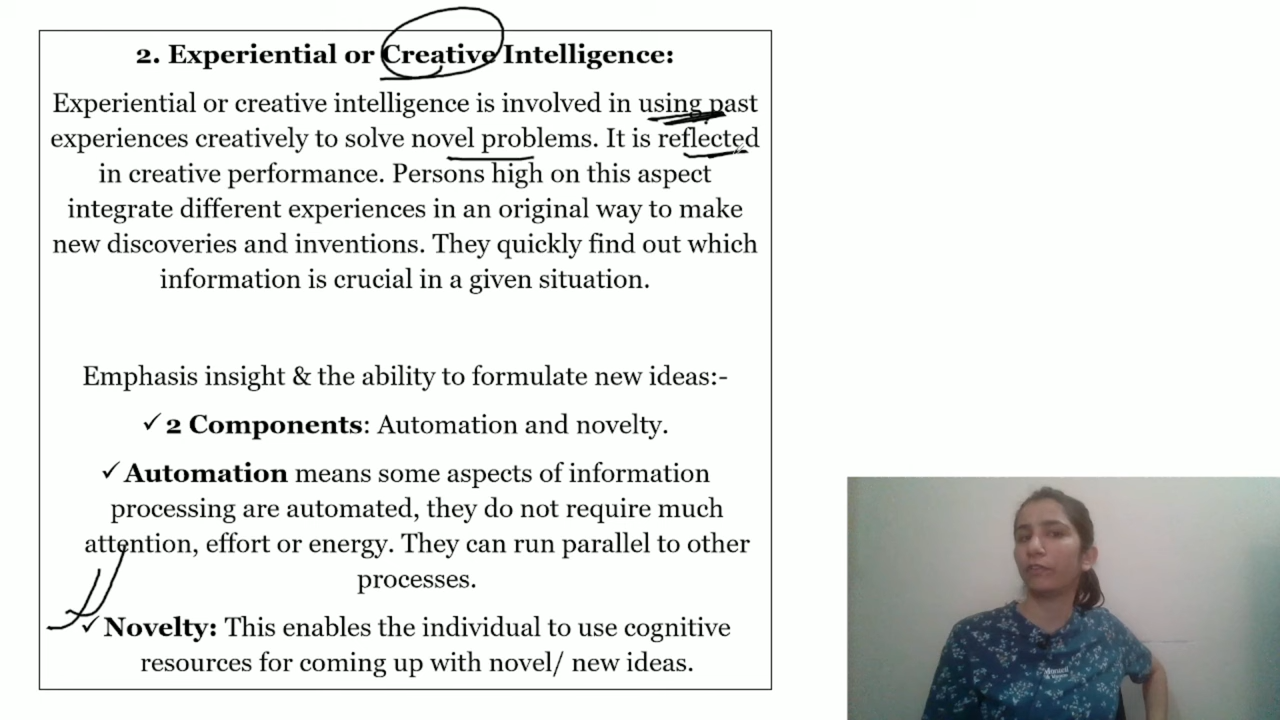 2. Experiential or Creative Intelligence:
Experiential or creative intelligence is involved in using past
experiences creatively to solve novel problems. It is reflected
in creative performance. Persons high on this aspect
integrate different experiences in an original way to make
new discoveries and inventions. They quickly find out which
information is crucial in a given situation.
Emphasis insight & the ability to formulate new ideas:-
✓ 2 Components: Automation and novelty.
✓ Automation means some aspects of information
processing are automated, they do not require much
attention, effort or energy. They can run parallel to other
processes.
✓ Novelty: This enables the individual to use cognitive
resources for coming up with novel/ new ideas.